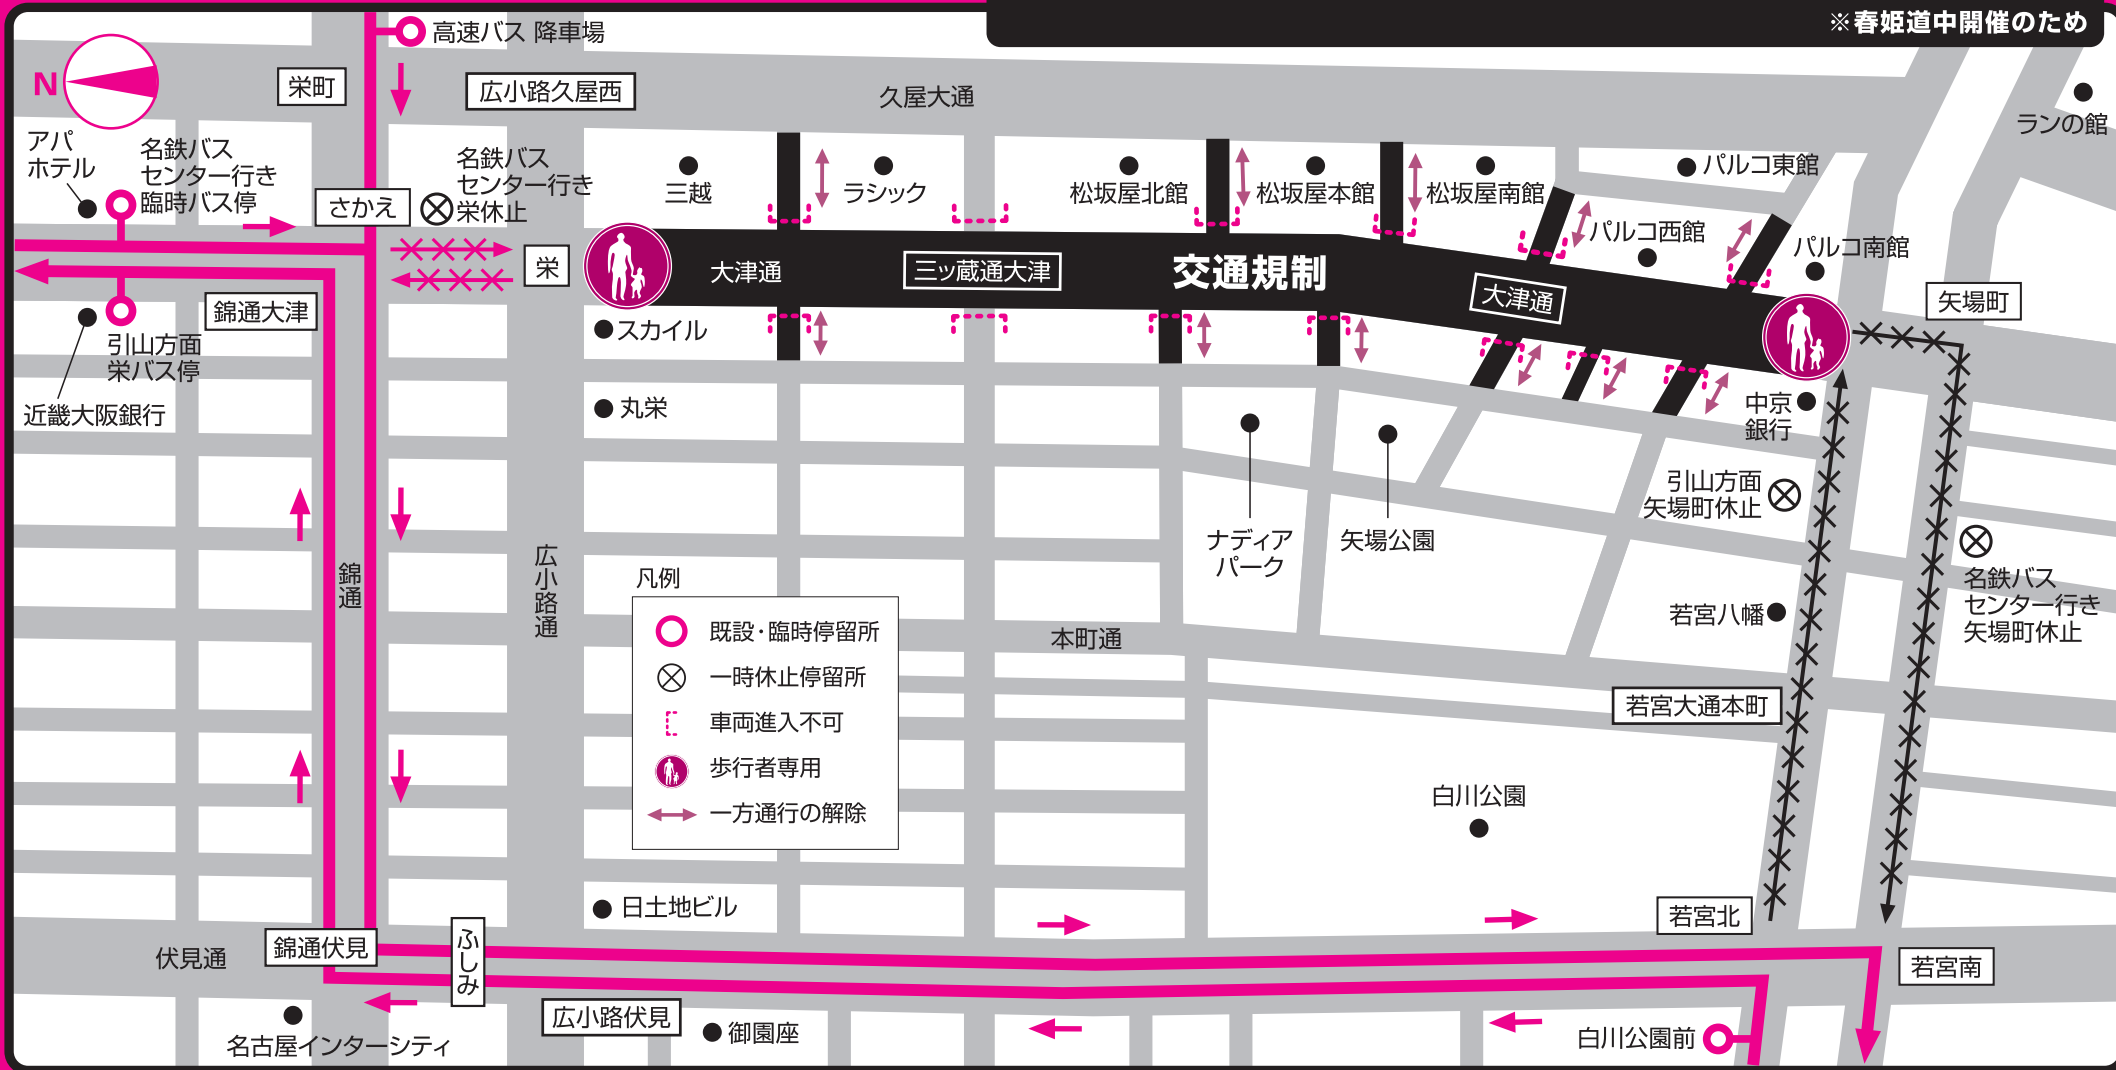 ※春姫道中開催のため
高速バス 降車場
N
栄町
広小路久屋西
久屋大通
ランの館
アパ
ホテル
名鉄バス
センター行き
臨時バス停
さかえ
名鉄バス
センター行き
栄休止
三越
ラシック
松坂屋北館
松坂屋本館
松坂屋南館
パルコ東館
パルコ西館
パルコ南館
栄
大津通
三ッ蔵通大津
交通規制
大津通
矢場町
錦通大津
引山方面
栄バス停
近畿大阪銀行
スカイル
丸栄
中京
銀行
引山方面
矢場町休止
ナディア
パーク
矢場公園
錦通
広小路通
凡例
既設・臨時停留所
一時休止停留所
車両進入不可
歩行者専用
一方通行の解除
本町通
若宮八幡
名鉄バス
センター行き
矢場町休止
若宮大通本町
白川公園
日土地ビル
若宮北
伏見通
錦通伏見
ふしみ
若宮南
名古屋インターシティ
広小路伏見
御園座
白川公園前